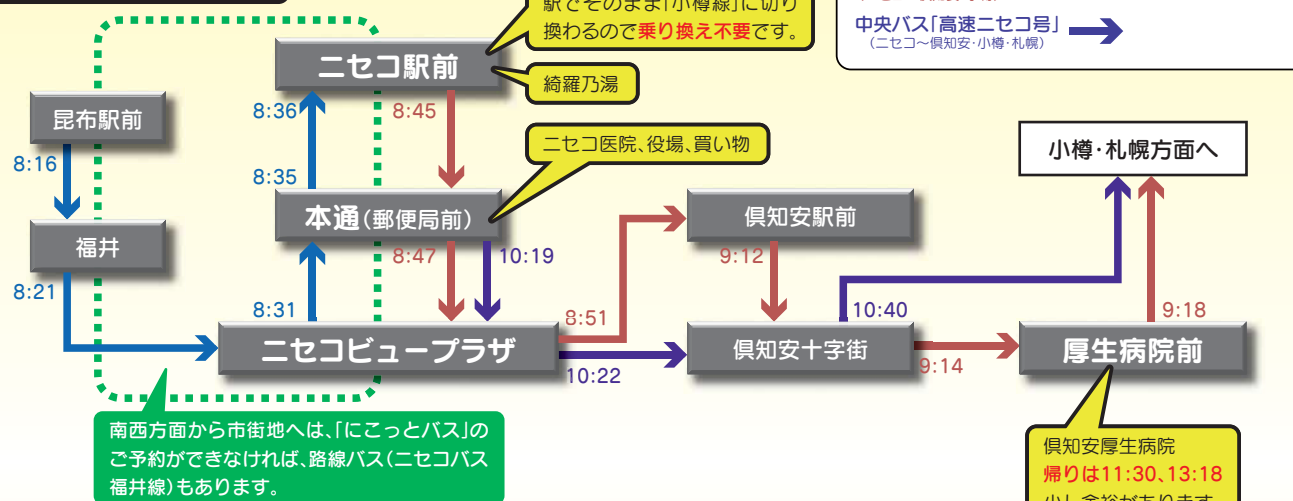 駅でそのまま「小樽線」に切り
換わるので乗り換え不要です。
中央バス「高速ニセコ号」
(ニセコ～倶知安・小樽・札幌)
ニセコ駅前
綺羅乃湯
昆布駅前
8:36
8:45
ニセコ医院、役場、買い物
小樽・札幌方面へ
8:16
8:35
本通(郵便局前)
倶知安駅前
福井
8:47
10:19
9:12
8:21
8:31
8:51
10:40
9:18
ニセコビュープラザ
倶知安十字街
厚生病院前
10:22
9:14
南西方面から市街地へは、「にこっとバス」の
ご予約ができなければ、路線バス(ニセコバス
福井線)もあります。
倶知安厚生病院
帰りは11:30、13:18